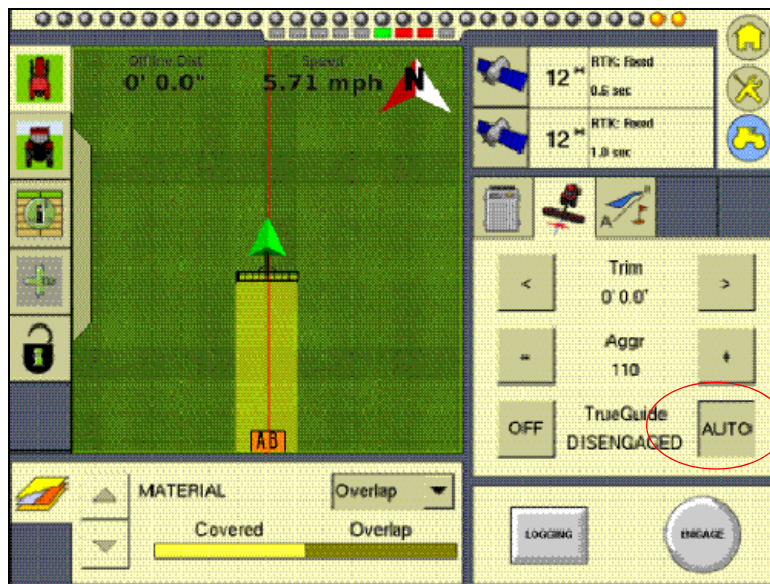 Offline Dist
0' 0.0"
Speed
5.71 mph
N
12
RTK: Fixed
0.6 sec
12
RTK: Fixed
1.0 sec
A
B
<
Trim
0' 0.0"
>
-
Aggr
110
+
OFF
TrueGuide
DISENGAGED
AUTO
AB
MATERIAL
Overlap
Covered
Overlap
LOGGING
ENGAGE